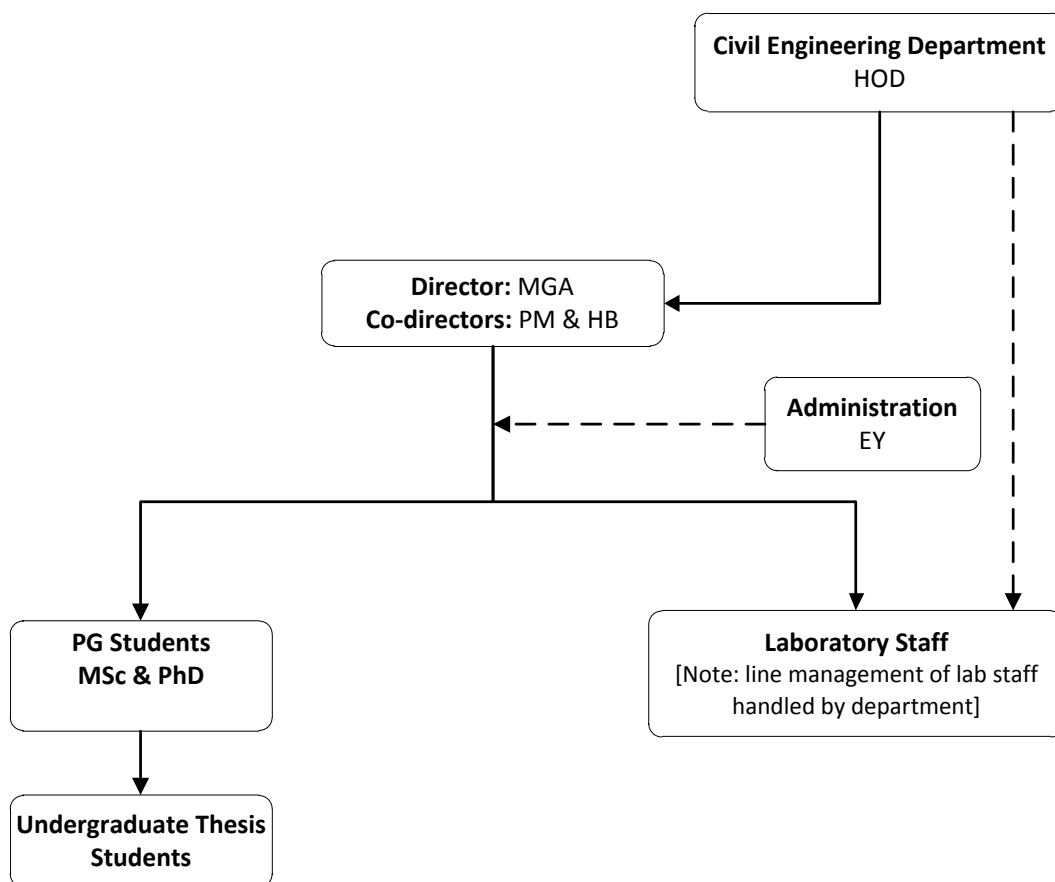 Civil Engineering Department
HOD
Director: MGA
Co-directors: PM & HB
Administration
EY
PG Students
MSc & PhD
Laboratory Staff
[Note: line management of lab staff
handled by department]
Undergraduate Thesis
Students